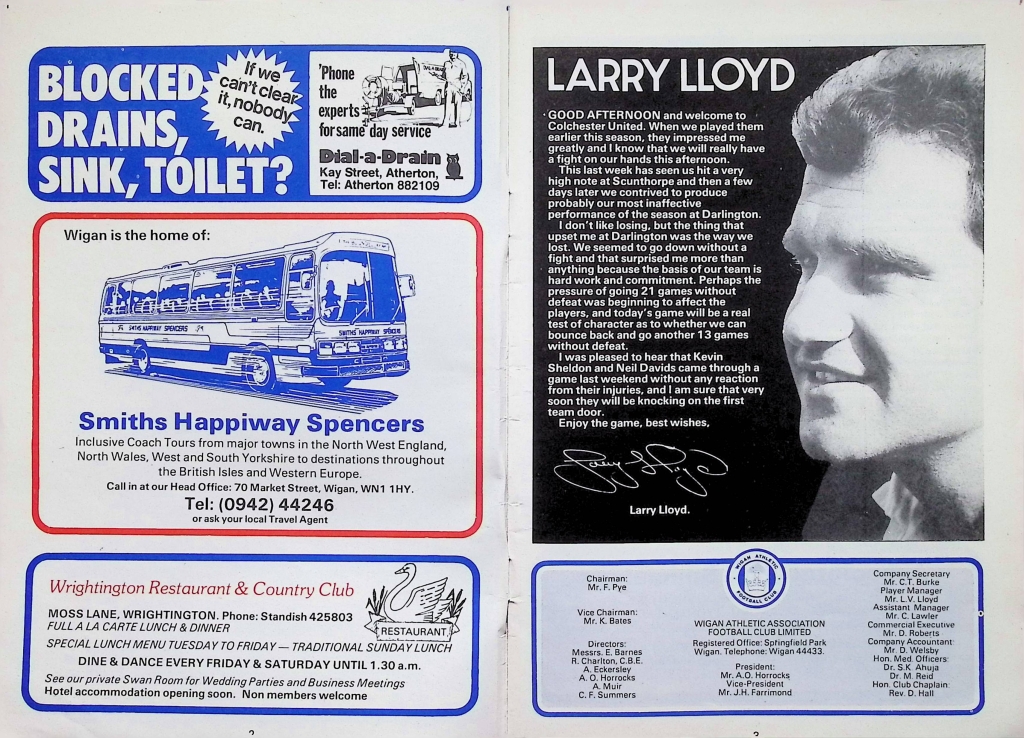 BLOCKED
DRAINS,
SINK, TOILET?
If we
can't clear
it, nobody
can.
'Phone
the
experts
for same day service
Dial-a-Drain
Kay Street, Atherton,
Tel: Atherton 882109
Wigan is the home of:
SMITHS HAPPIWAY SPENCERS
SMITHS HAPPIWAY SPENCERS
Smiths Happiway Spencers
Inclusive Coach Tours from major towns in the North West England,
North Wales, West and South Yorkshire to destinations throughout
the British Isles and Western Europe.
Call in at our Head Office: 70 Market Street, Wigan, WN1 1HY.
Tel: (0942) 44246
or ask your local Travel Agent
Wrightington Restaurant & Country Club
MOSS LANE, WRIGHTINGTON. Phone: Standish 425803
FULL A LA CARTE LUNCH & DINNER
RESTAURANT
SPECIAL LUNCH MENU TUESDAY TO FRIDAY — TRADITIONAL SUNDAY LUNCH
DINE & DANCE EVERY FRIDAY & SATURDAY UNTIL 1.30 a.m.
See our private Swan Room for Wedding Parties and Business Meetings
Hotel accommodation opening soon. Non members welcome
2
LARRY LLOYD
GOOD AFTERNOON and welcome to
Colchester United. When we played them
earlier this season, they impressed me
greatly and I know that we will really have
a fight on our hands this afternoon.
This last week has seen us hit a very
high note at Scunthorpe and then a few
days later we contrived to produce
probably our most inaffective
performance of the season at Darlington.
I don't like losing, but the thing that
upset me at Darlington was the way we
lost. We seemed to go down without a
fight and that surprised me more than
anything because the basis of our team is
hard work and commitment. Perhaps the
pressure of going 21 games without
defeat was beginning to affect the
players, and today's game will be a real
test of character as to whether we can
bounce back and go another 13 games
without defeat.
I was pleased to hear that Kevin
Sheldon and Neil Davids came through a
game last weekend without any reaction
from their injuries, and I am sure that very
soon they will be knocking on the first
team door.
Enjoy the game, best wishes,
Larry Lloyd
Larry Lloyd.
Chairman:
Mr. F. Pye
Vice Chairman:
Mr. K. Bates
Directors:
Messrs. E. Barnes
R. Charlton, C.B.E.
A. Eckersley
A. O. Horrocks
A. Muir
C. F. Summers
WIGAN ATHLETIC
FOOTBALL CLUB
WIGAN ATHLETIC ASSOCIATION
FOOTBALL CLUB LIMITED
Registered Office: Sptingfield Park
Wigan. Telephone: Wigan 44433.
President:
Mr. A.O. Horrocks
Vice-President
Mr. J.H. Farrimond
Company Secretary
Mr. C.T. Burke
Player Manager
Mr. L.V. Lloyd
Assistant Manager
Mr. C. Lawler
Commercial Executive
Mr. D. Roberts
Company Accountant:
Mr. D. Welsby
Hon. Med. Officers:
Dr. S.K. Ahuja
Dr. M. Reid
Hon. Club Chaplain:
Rev. D. Hall
3